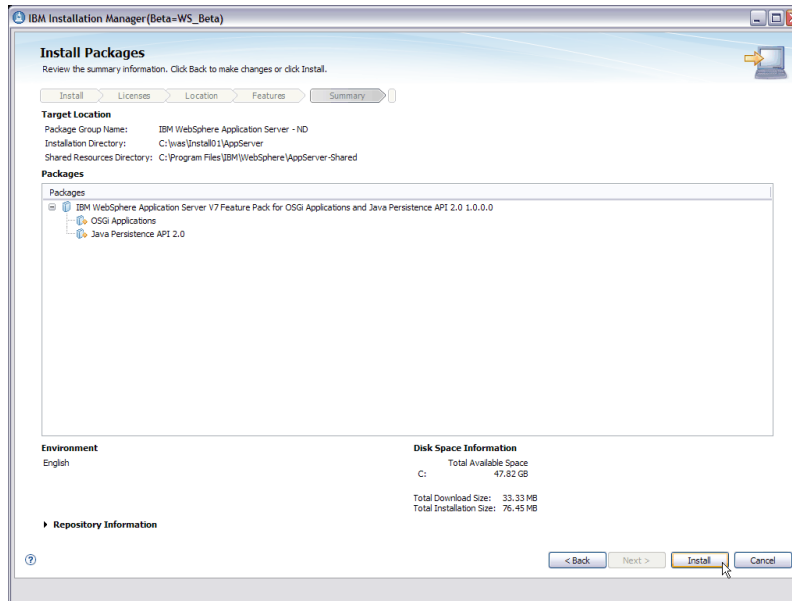 IBM Installation Manager(Beta=WS_Beta)
Install Packages
Review the summary information. Click Back to make changes or click Install.
Install Licenses Location Features Summary
Target Location
Package Group Name: IBM WebSphere Application Server - ND
Installation Directory: C:\was\Install01\AppServer
Shared Resources Directory: C:\Program Files\IBM\WebSphere\AppServer-Shared
Packages
Packages
IBM WebSphere Application Server V7 Feature Pack for OSGi Applications and Java Persistence API 2.0 1.0.0.0
OSGi Applications
Java Persistence API 2.0
Environment
English
Disk Space Information
Total Available Space
C: 47.82 GB
Total Download Size: 33.33 MB
Total Installation Size: 76.45 MB
Repository Information
? < Back Next > Install Cancel